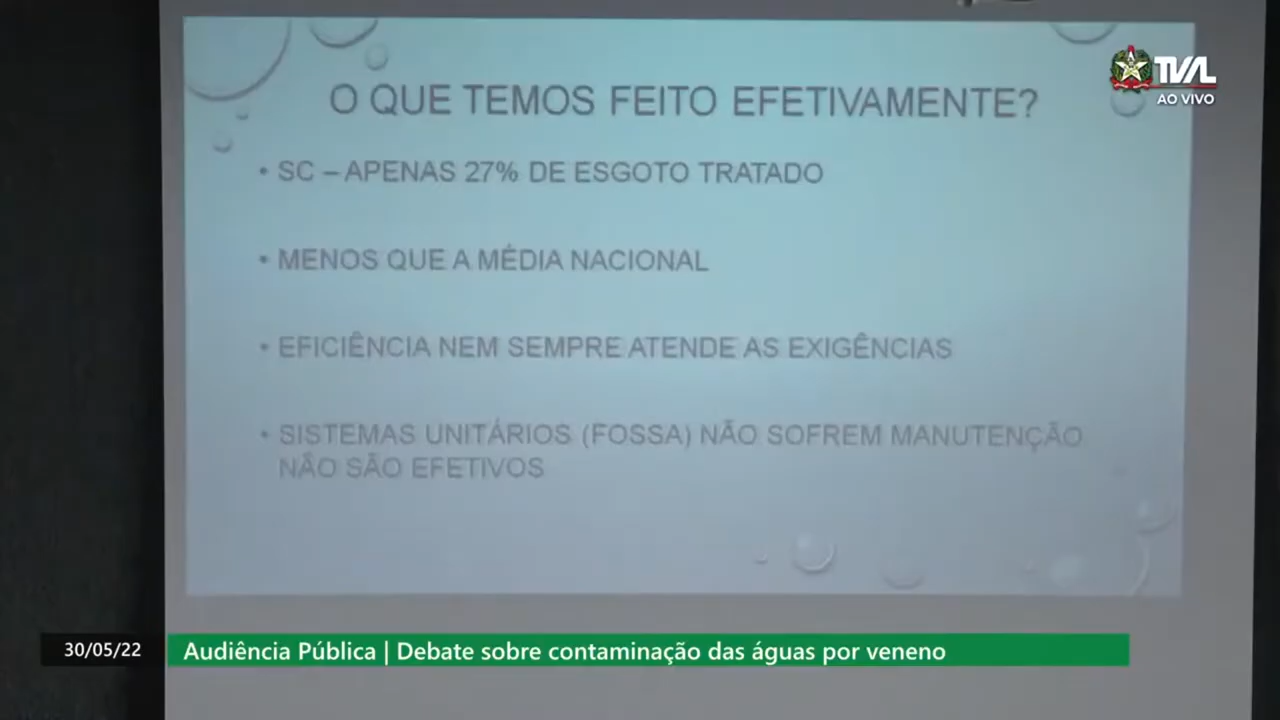 TVAL
AO VIVO
O QUE TEMOS FEITO EFETIVAMENTE?
• SC – APENAS 27% DE ESGOTO TRATADO
• MENOS QUE A MÉDIA NACIONAL
• EFICIÊNCIA NEM SEMPRE ATENDE AS EXIGÊNCIAS
• SISTEMAS UNITÁRIOS (FOSSA) NÃO SOFREM MANUTENÇÃO
NÃO SÃO EFETIVOS
30/05/22
Audiência Pública | Debate sobre contaminação das águas por veneno